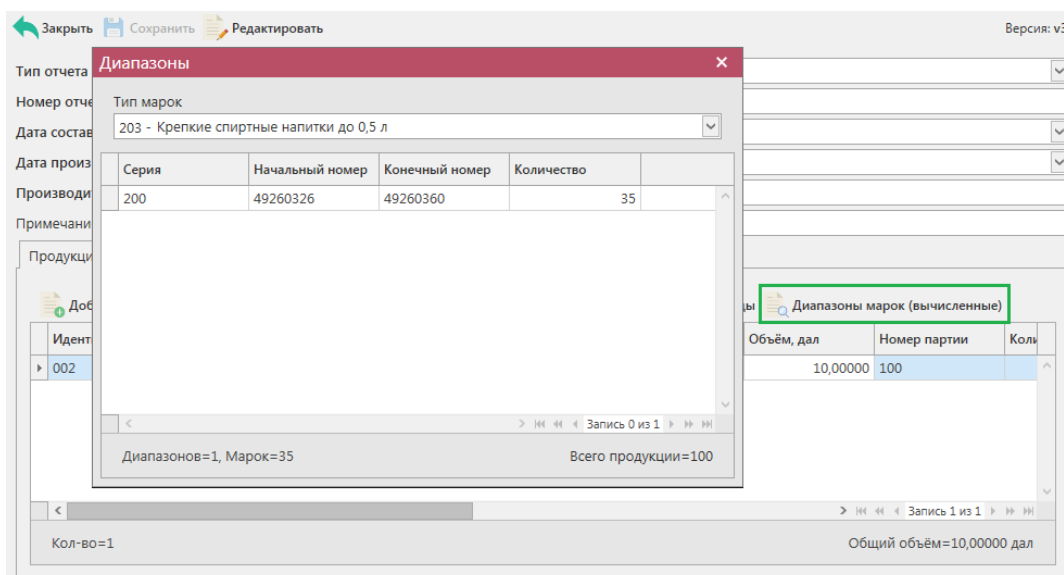 Закрыть Сохранить Редактировать Версия: v3
Диапазоны
Тип отчета
Тип марок
Номер отче
203 - Крепкие спиртные напитки до 0,5 л
Дата состав
Дата произ
Серия Начальный номер Конечный номер Количество
Производи
200 49260326 49260360 35
Примечани
Продукци
Доб ды Диапазоны марок (вычисленные)
Идент Объём, дал Номер партии Коли
002 10,00000 100
Запись 0 из 1
Диапазонов=1, Марок=35 Всего продукции=100
Запись 1 из 1
Кол-во=1 Общий объём=10,00000 дал